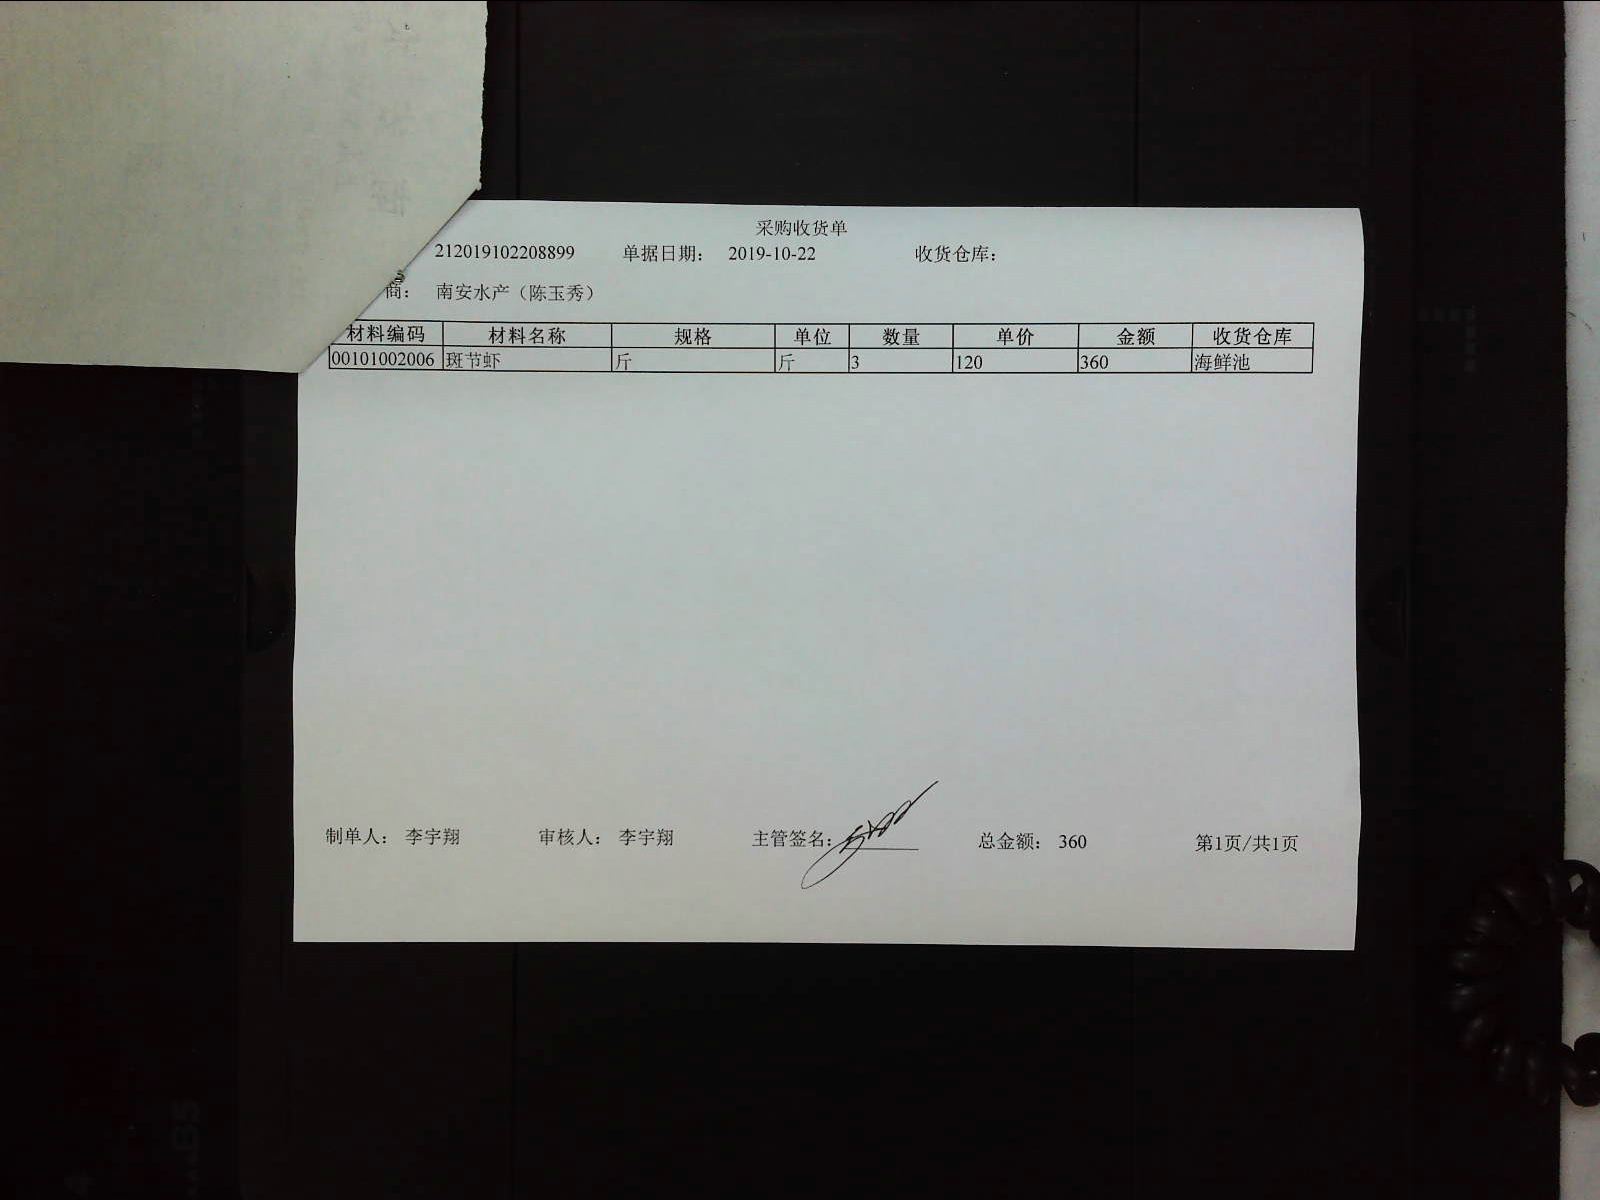 采购收货单
212019102208899 单据日期： 2019-10-22 收货仓库：
商： 南安水产（陈玉秀）
材料编码 材料名称 规格 单位 数量 单价 金额 收货仓库
00101002006 斑节虾 斤 斤 3 120 360 海鲜池
制单人： 李宇翔 审核人： 李宇翔 主管签名： 总金额： 360 第1页/共1页